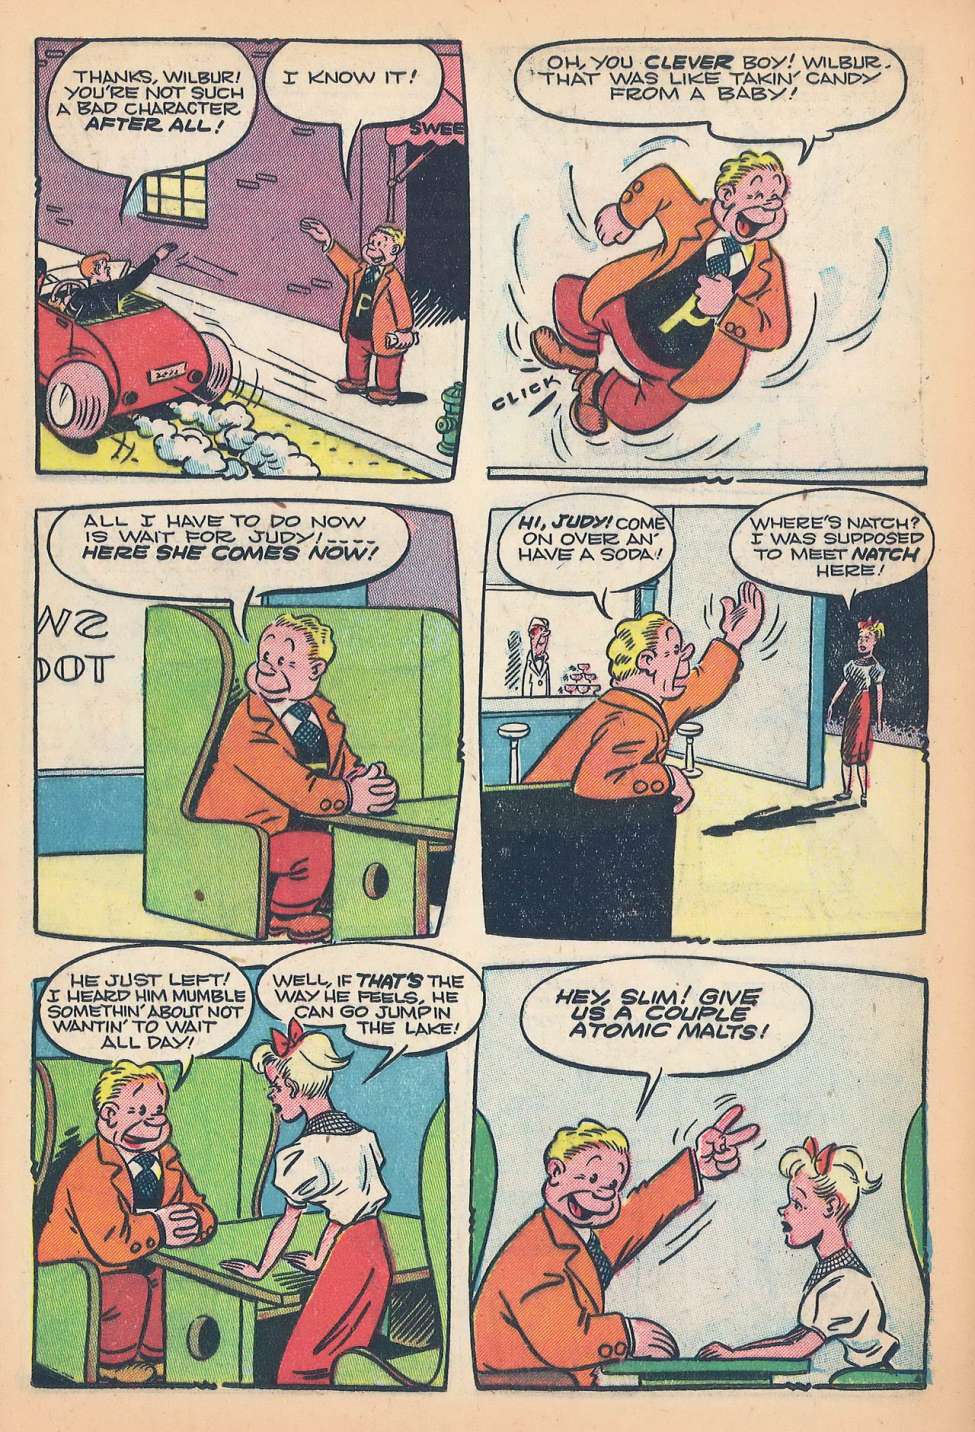 THANKS, WILBUR!
YOU'RE NOT SUCH
A BAD CHARACTER
AFTER ALL!
I KNOW IT!
SWEE
OH, YOU CLEVER BOY! WILBUR.
THAT WAS LIKE TAKIN' CANDY
FROM A BABY!
CLICK
ALL I HAVE TO DO NOW
IS WAIT FOR JUDY!----
HERE SHE COMES NOW!
HI, JUDY! COME
ON OVER AN'
HAVE A SODA!
WHERE'S NATCH?
I WAS SUPPOSED
TO MEET NATCH
HERE!
HE JUST LEFT!
I HEARD HIM MUMBLE
SOMETHIN' ABOUT NOT
WANTIN' TO WAIT
ALL DAY!
WELL, IF THAT'S THE
WAY HE FEELS, HE
CAN GO JUMP IN
THE LAKE!
HEY, SLIM! GIVE
US A COUPLE
ATOMIC MALTS!